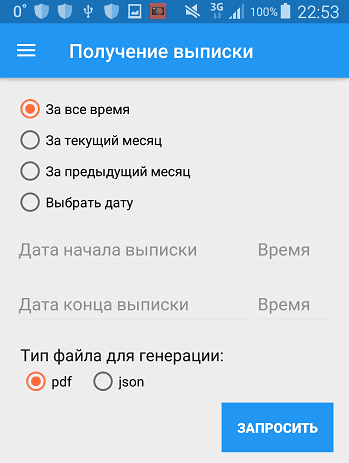 0° 3G 100% 22:53
Получение выписки
За все время
За текущий месяц
За предыдущий месяц
Выбрать дату
Дата начала выписки Время
Дата конца выписки Время
Тип файла для генерации:
pdf json
ЗАПРОСИТЬ